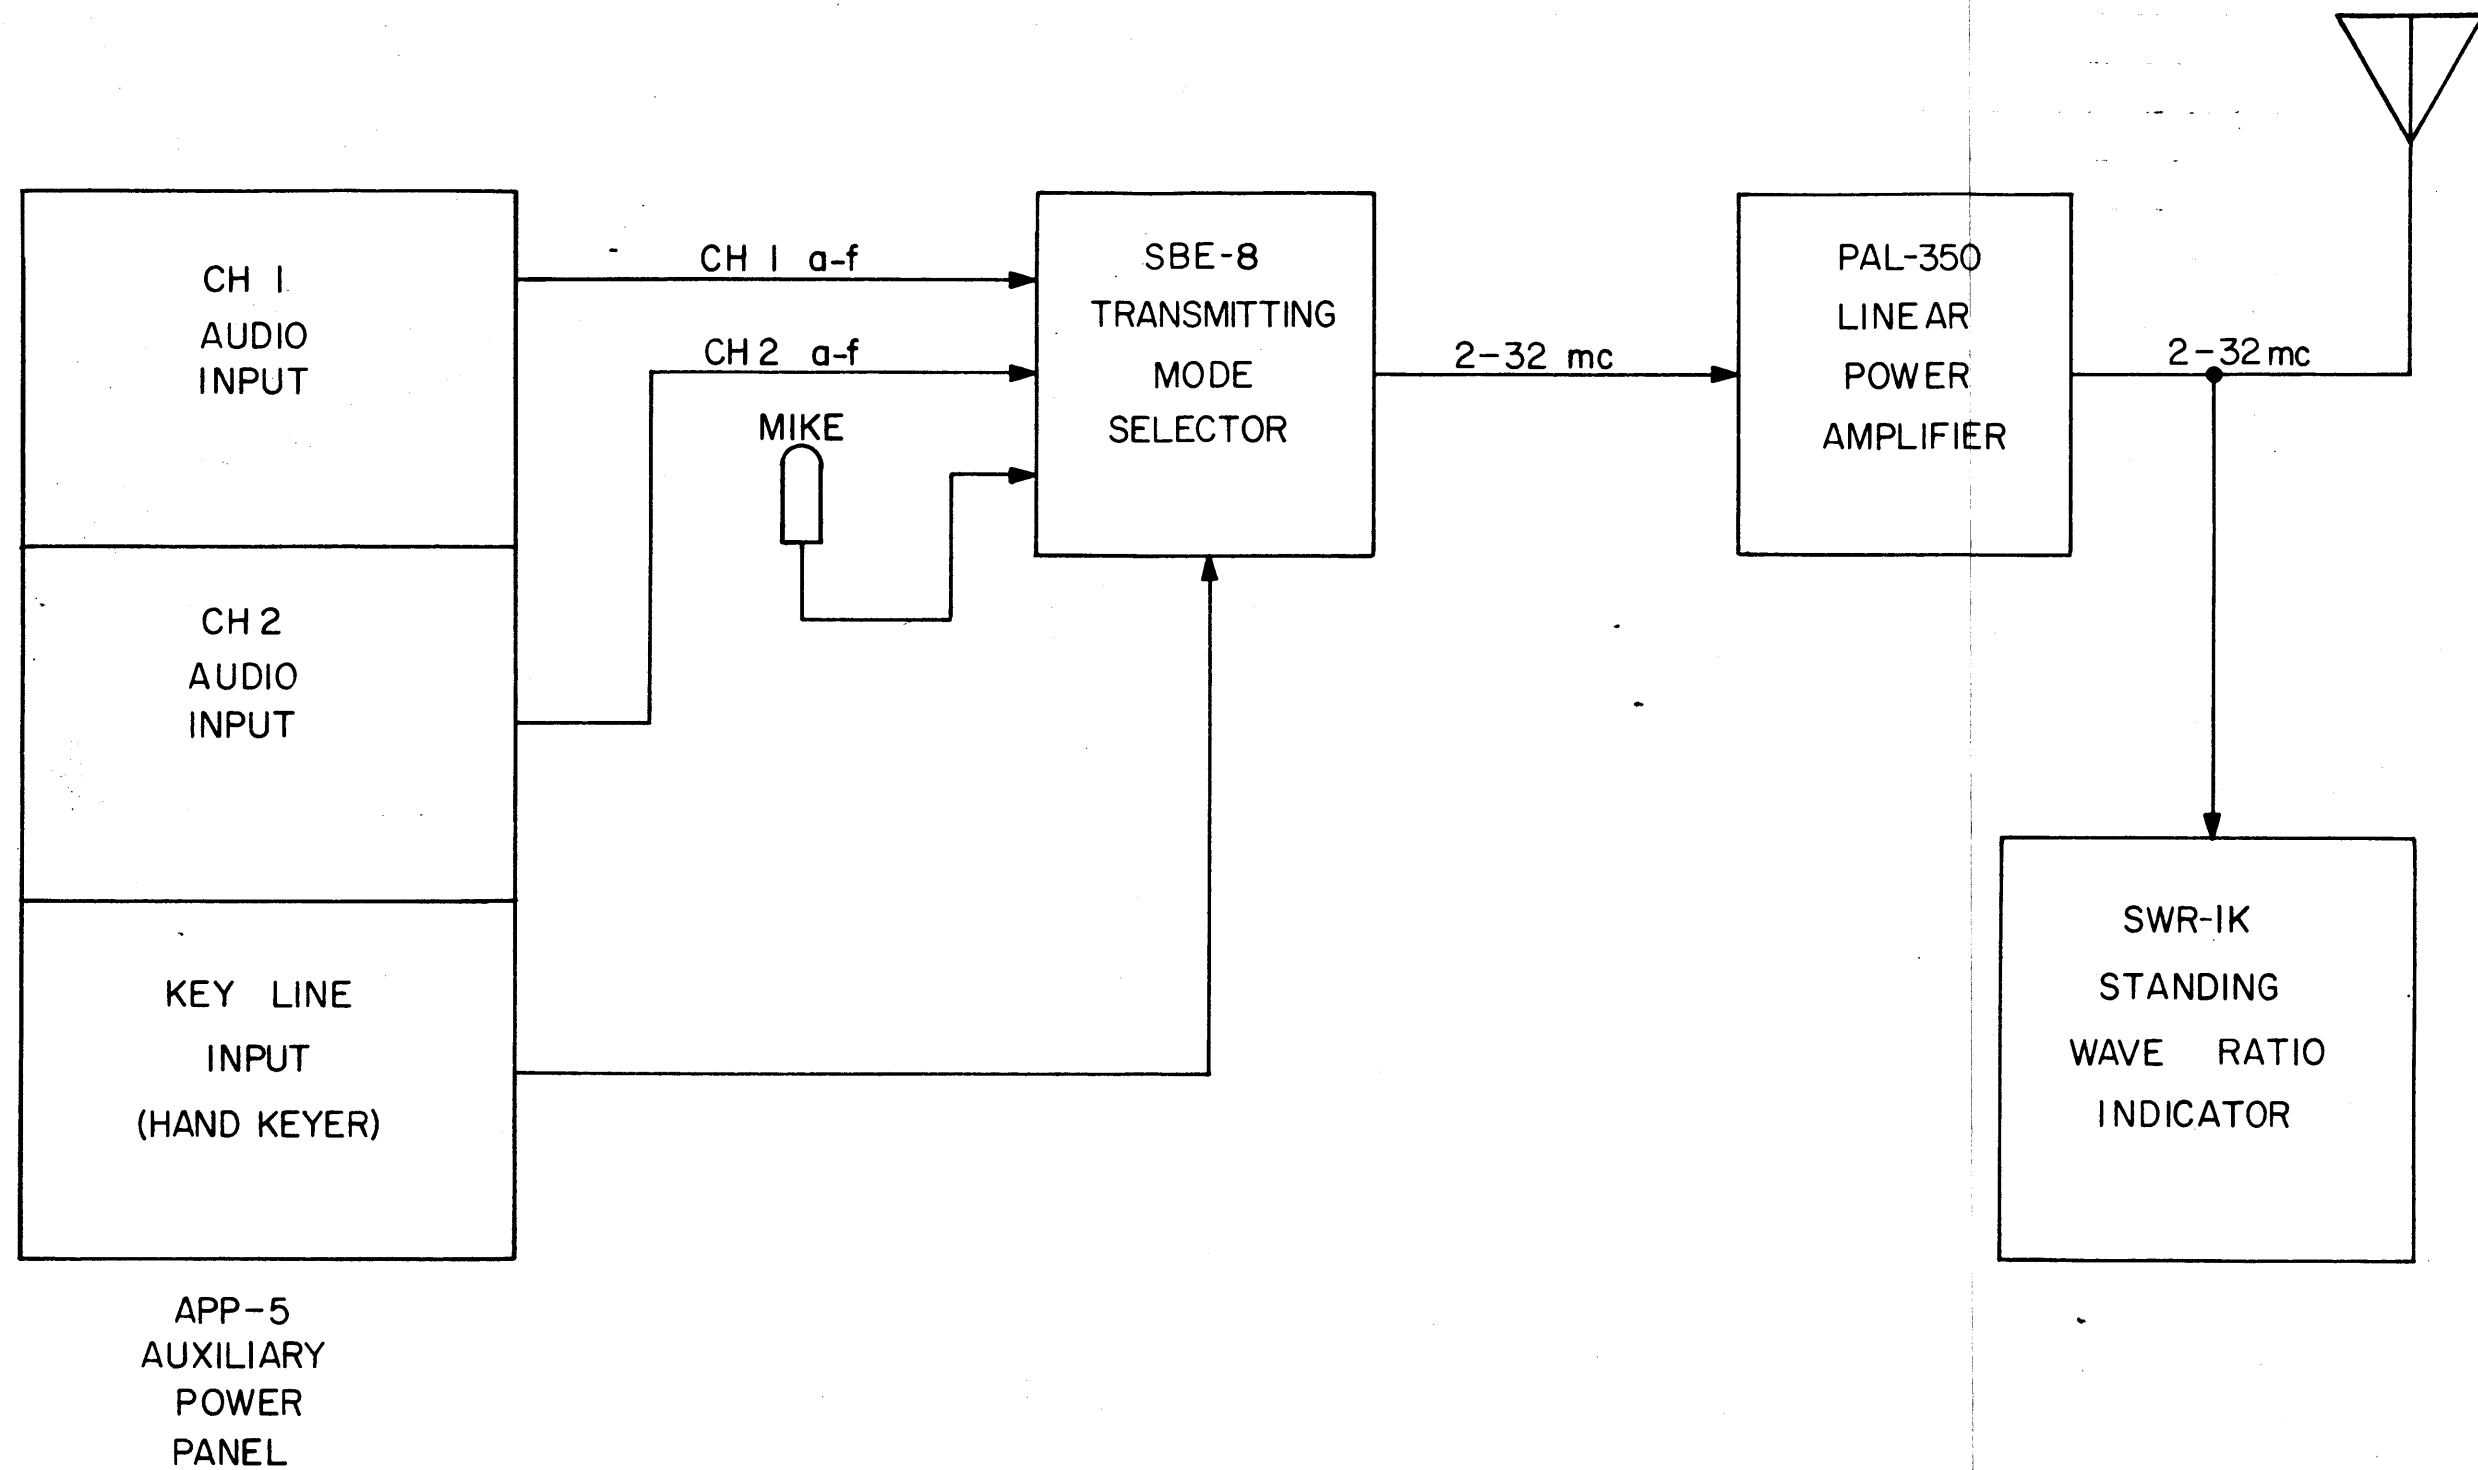 CH 1
AUDIO
INPUT
CH 2
AUDIO
INPUT
KEY LINE
INPUT
(HAND KEYER)
APP-5
AUXILIARY
POWER
PANEL
CH 1 a-f
CH 2 a-f
MIKE
SBE-8
TRANSMITTING
MODE
SELECTOR
2-32 mc
PAL-350
LINEAR
POWER
AMPLIFIER
2-32 mc
SWR-1K
STANDING
WAVE RATIO
INDICATOR